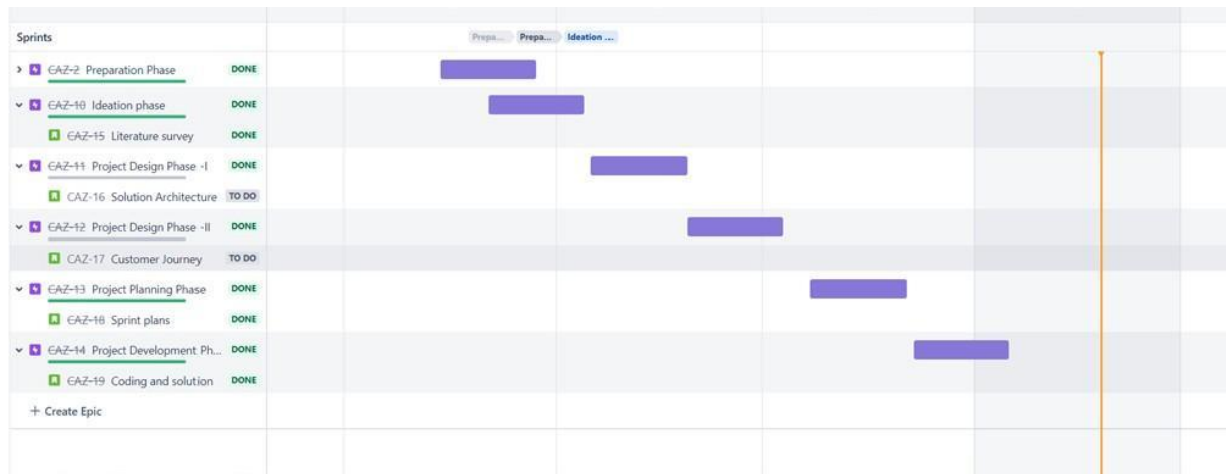 Sprints
Prepa... Prepa... Ideation ...
CAZ-2 Preparation Phase DONE
CAZ-10 Ideation phase DONE
CAZ-15 Literature survey DONE
CAZ-11 Project Design Phase -I DONE
CAZ-16 Solution Architecture TO DO
CAZ-12 Project Design Phase -II DONE
CAZ-17 Customer Journey TO DO
CAZ-13 Project Planning Phase DONE
CAZ-18 Sprint plans DONE
CAZ-14 Project Development Ph... DONE
CAZ-19 Coding and solution DONE
+ Create Epic